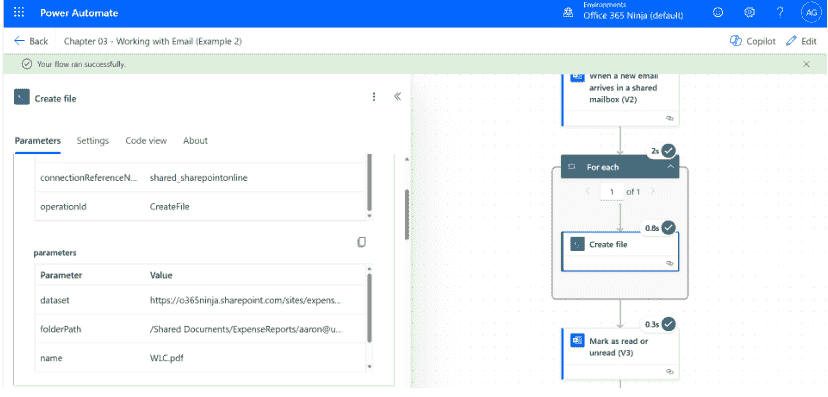 Power Automate
Environments
Office 365 Ninja (default)
?
AG
Back
Chapter 03 - Working with Email (Example 2)
Copilot
Edit
Your flow ran successfully.
Create file
Parameters
Settings
Code view
About
connectionReferenceN...
shared_sharepointonline
operationId
CreateFile
parameters
Parameter
Value
dataset
https://o365ninja.sharepoint.com/sites/expens...
folderPath
/Shared Documents/ExpenseReports/aaron@u...
name
WLC.pdf
When a new email
arrives in a shared
mailbox (V2)
2s
For each
1 of 1
0.8s
Create file
0.3s
Mark as read or
unread (V3)